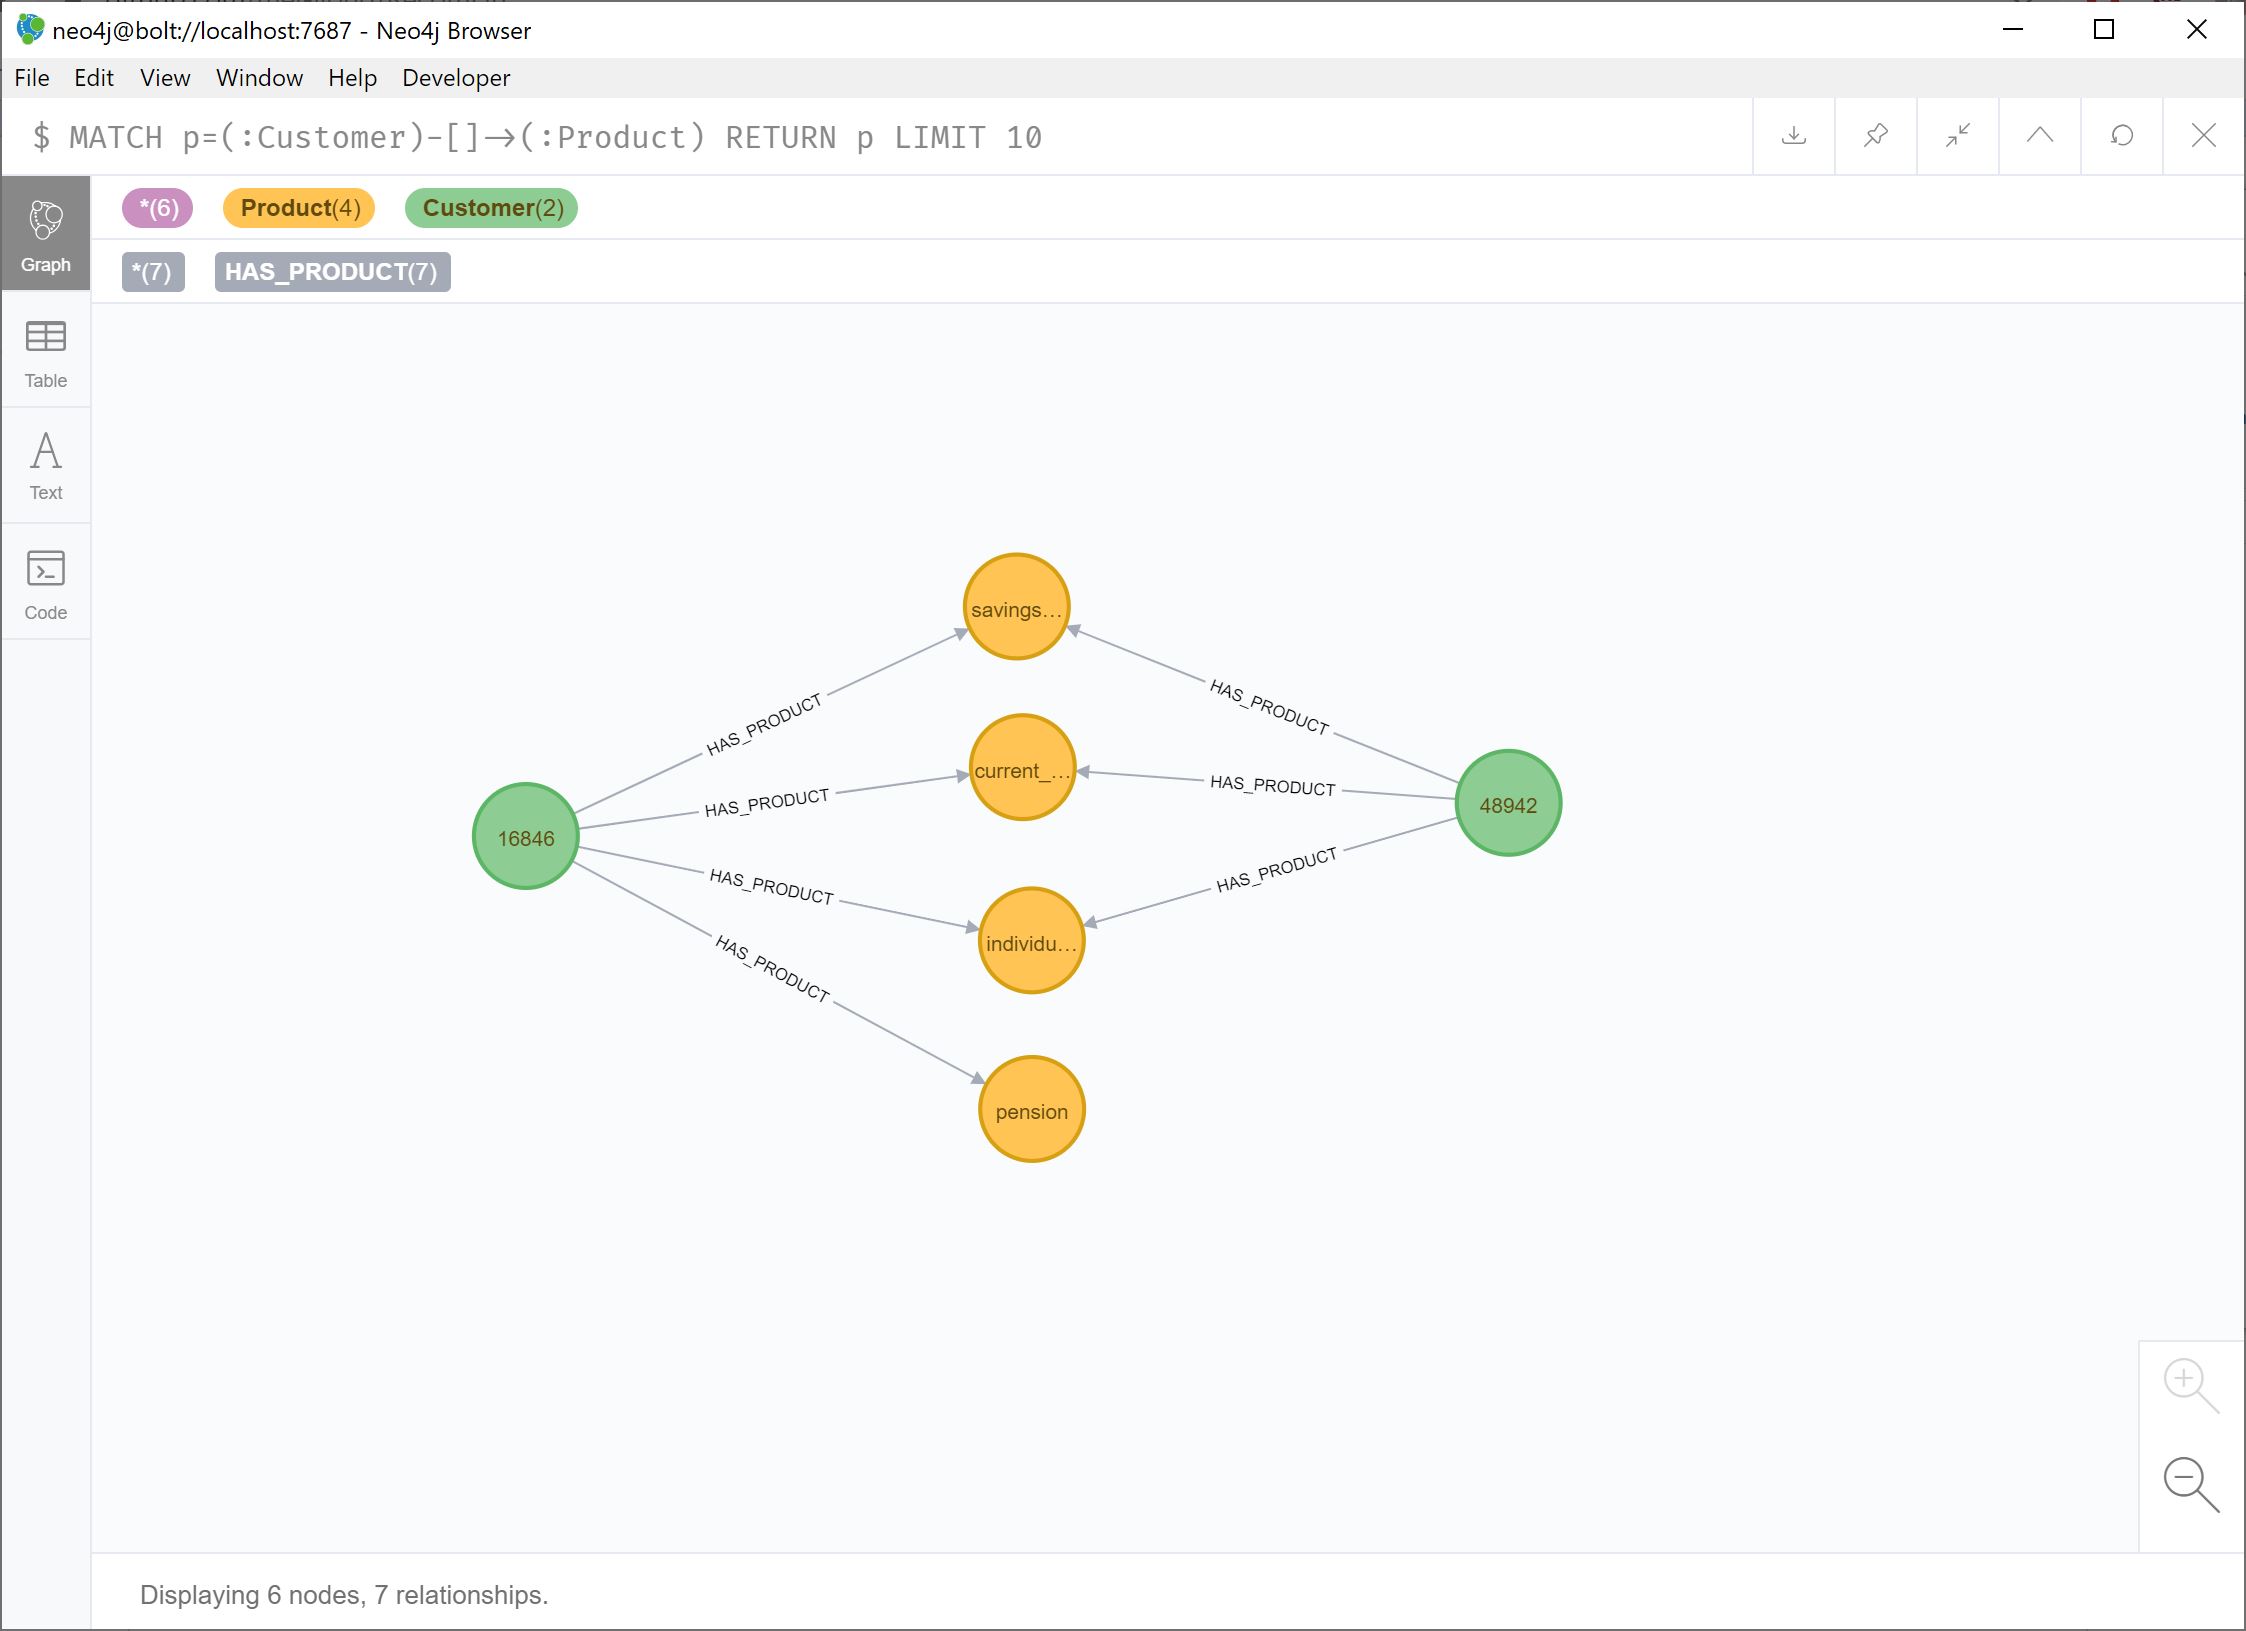 neo4j@bolt://localhost:7687 - Neo4j Browser
File Edit View Window Help Developer
$ MATCH p=(:Customer)-[]->(:Product) RETURN p LIMIT 10
*(6) Product(4) Customer(2)
*(7) HAS_PRODUCT(7)
Graph
Table
Text
Code
savings...
HAS_PRODUCT
HAS_PRODUCT
current_...
HAS_PRODUCT
HAS_PRODUCT
16846
48942
HAS_PRODUCT
HAS_PRODUCT
individu...
HAS_PRODUCT
pension
Displaying 6 nodes, 7 relationships.